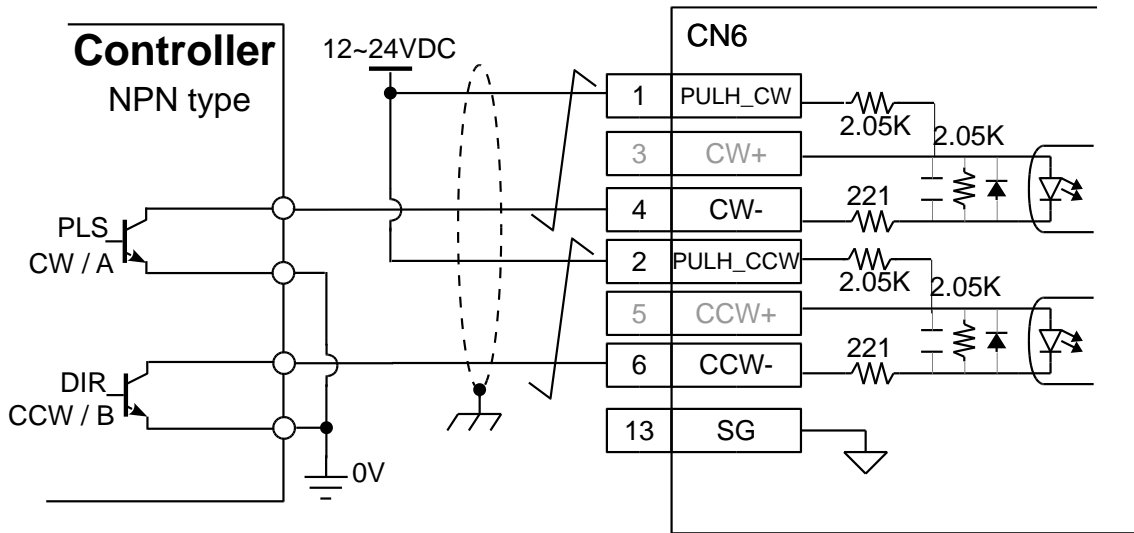 Controller
NPN type
12~24VDC
CN6
1 PULH_CW
2.05K
2.05K
3 CW+
221
4 CW-
PLS
CW / A
2 PULH_CCW
2.05K
2.05K
5 CCW+
221
6 CCW-
DIR
CCW / B
13 SG
0V